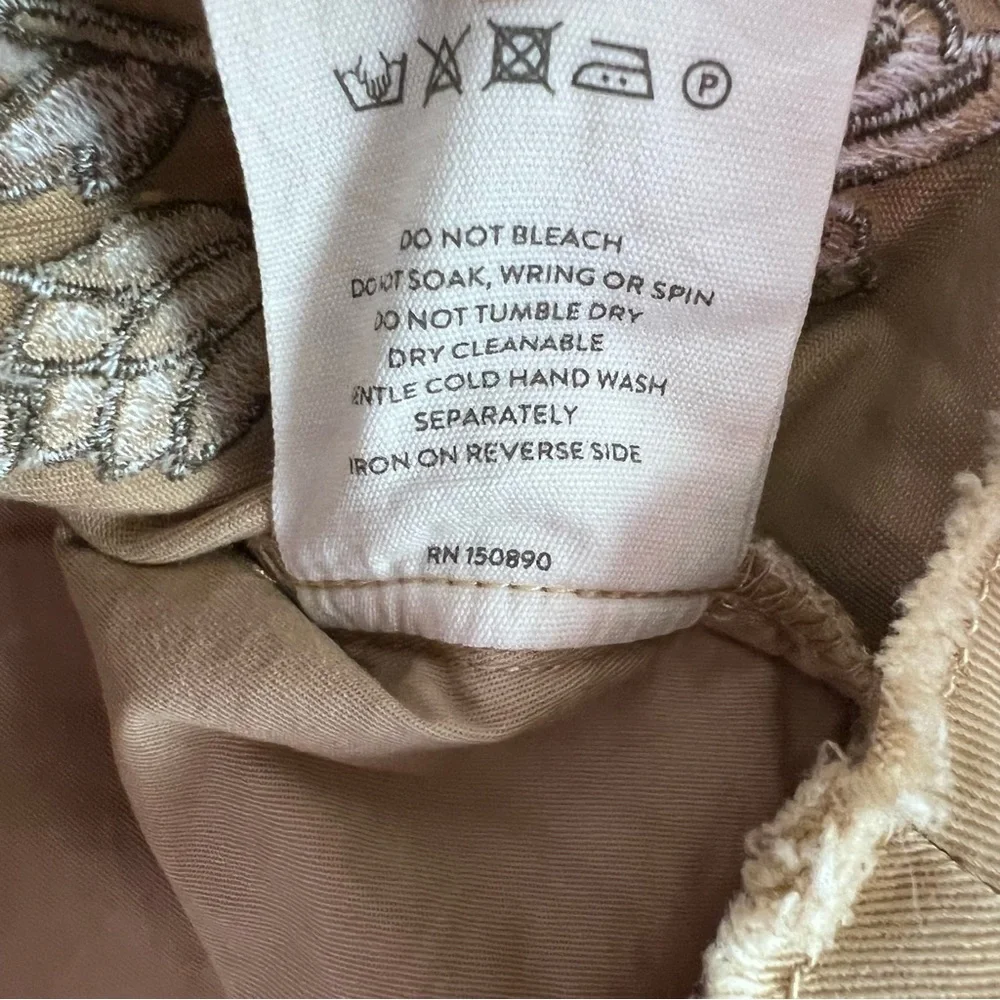 P
DO NOT BLEACH
DO NOT SOAK, WRING OR SPIN
DO NOT TUMBLE DRY
DRY CLEANABLE
ENTLE COLD HAND WASH
SEPARATELY
IRON ON REVERSE SIDE
RN 150890